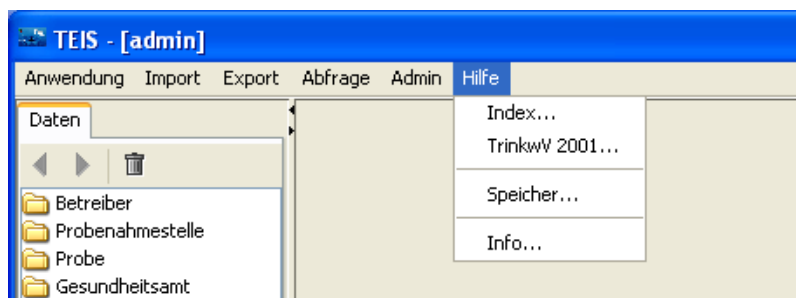 TEIS - [admin]
Anwendung Import Export Abfrage Admin Hilfe
Daten
Index...
TrinkwV 2001...
Speicher...
Info...
Betreiber
Probenahmestelle
Probe
Gesundheitsamt